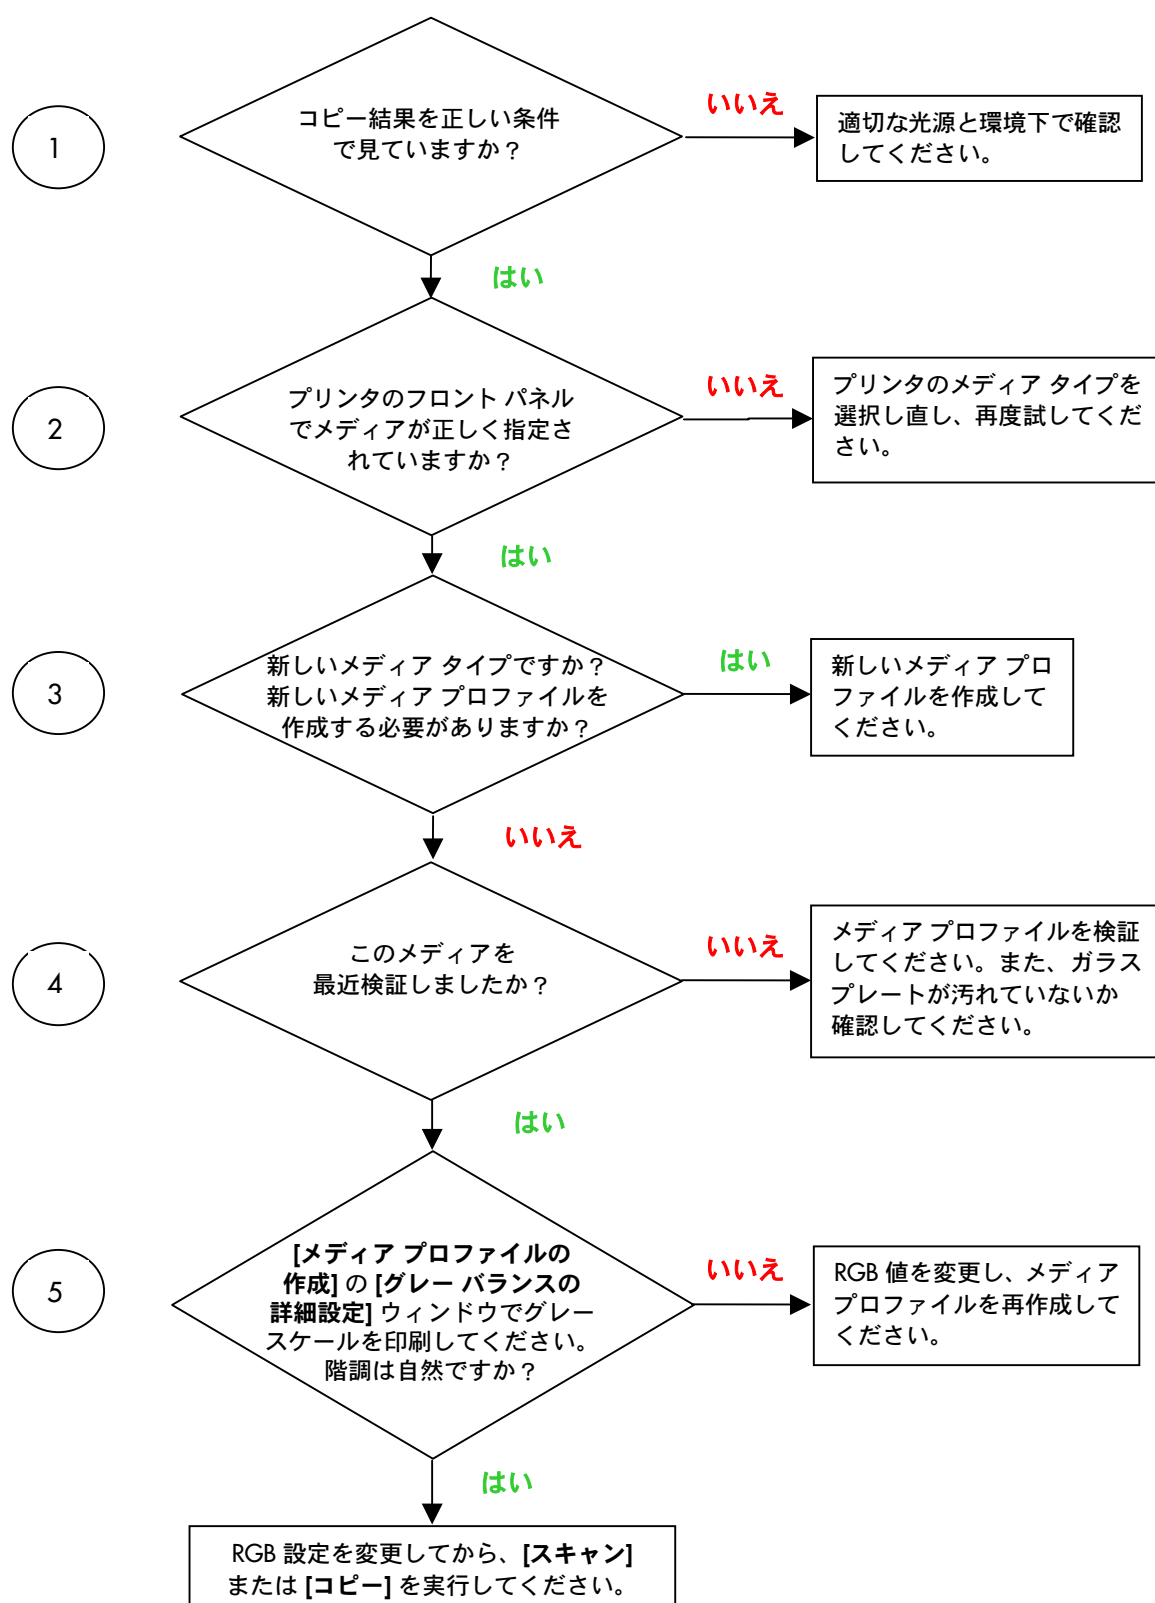 1
コピー結果を正しい条件
で見ていますか？
いいえ
適切な光源と環境下で確認
してください。
はい
2
プリンタのフロント パネル
でメディアが正しく指定さ
れていますか？
いいえ
プリンタのメディア タイプを
選択し直し、再度試してくだ
さい。
はい
3
新しいメディア タイプですか？
新しいメディア プロファイルを
作成する必要がありますか？
はい
新しいメディア プロ
ファイルを作成して
ください。
いいえ
4
このメディアを
最近検証しましたか？
いいえ
メディア プロファイルを検証
してください。また、ガラス
プレートが汚れていないか
確認してください。
はい
5
[メディア プロファイルの
作成] の [グレー バランスの
詳細設定] ウィンドウでグレー
スケールを印刷してください。
階調は自然ですか？
いいえ
RGB 値を変更し、メディア
プロファイルを再作成して
ください。
はい
RGB 設定を変更してから、[スキャン]
または [コピー] を実行してください。